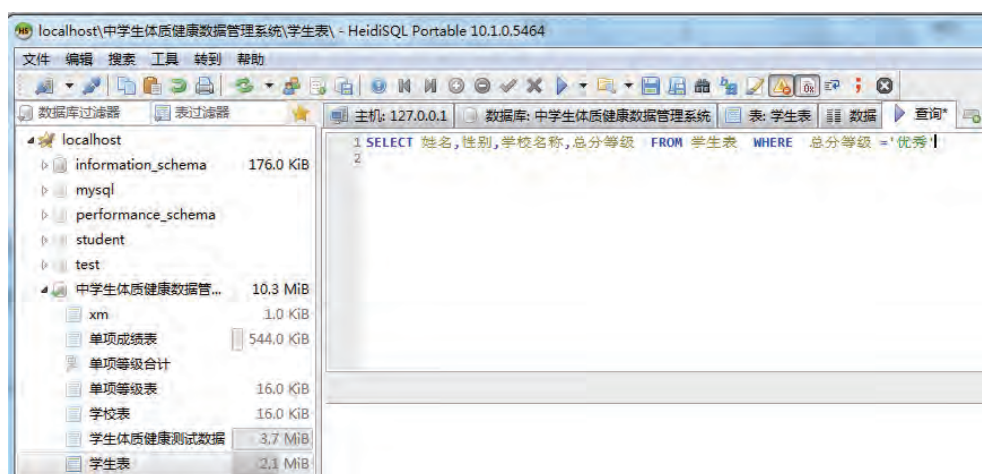 localhost\中学生体质健康数据管理系统\学生表\ - HeidiSQL Portable 10.1.0.5464
文件 编辑 搜索 工具 转到 帮助
数据库过滤器 表过滤器
主机: 127.0.0.1 数据库: 中学生体质健康数据管理系统 表: 学生表 数据 查询*
localhost
information_schema 176.0 KiB
mysql
performance_schema
student
test
中学生体质健康数据管... 10.3 MiB
xm 1.0 KiB
单项成绩表 544.0 KiB
单项等级合计
单项等级表 16.0 KiB
学校表 16.0 KiB
学生体质健康测试数据 3.7 MiB
学生表 2.1 MiB
1 SELECT 姓名,性别,学校名称,总分等级 FROM 学生表 WHERE 总分等级 ='优秀'
2